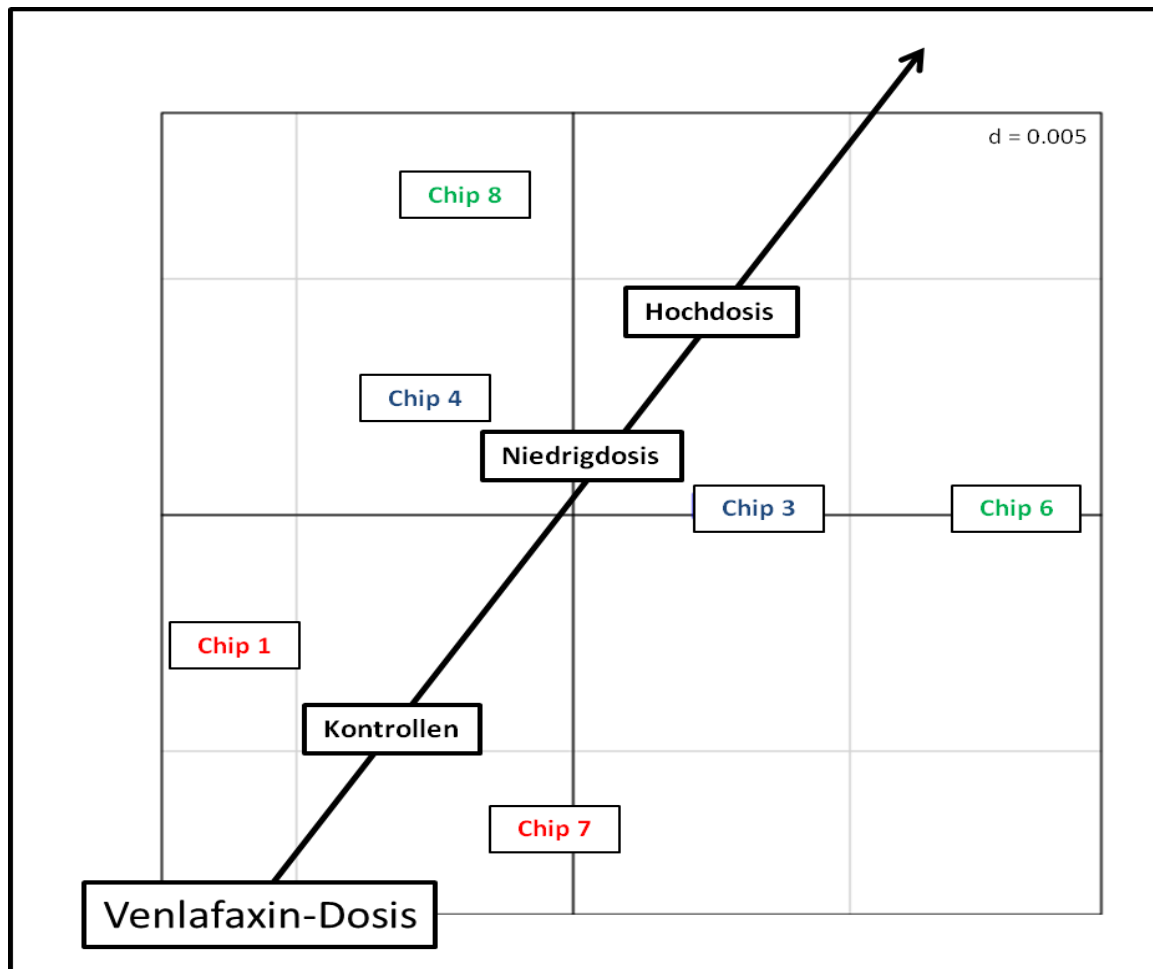 d = 0.005
Chip 8
Hochdosis
Chip 4
Niedrigdosis
Chip 3
Chip 6
Chip 1
Kontrollen
Chip 7
Venlafaxin-Dosis